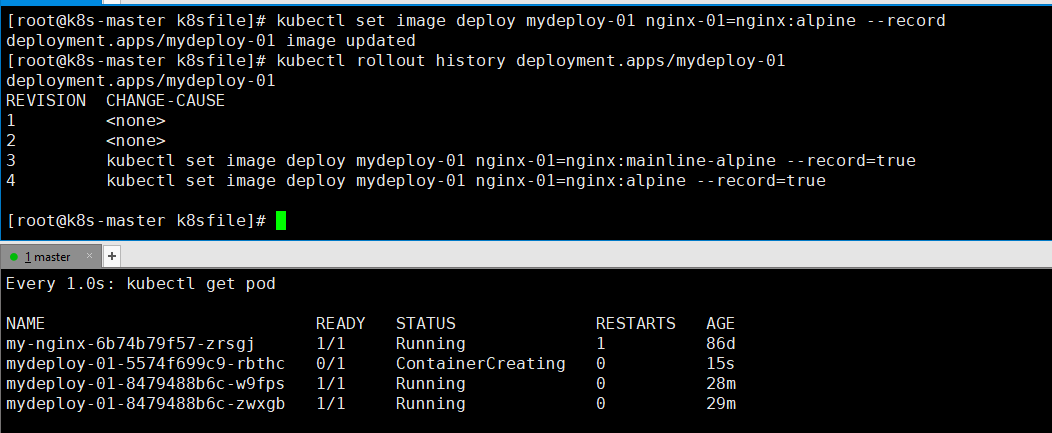 [root@k8s-master k8sfile]# kubectl set image deploy mydeploy-01 nginx-01=nginx:alpine --record
deployment.apps/mydeploy-01 image updated
[root@k8s-master k8sfile]# kubectl rollout history deployment.apps/mydeploy-01
deployment.apps/mydeploy-01
REVISION  CHANGE-CAUSE
1         <none>
2         <none>
3         kubectl set image deploy mydeploy-01 nginx-01=nginx:mainline-alpine --record=true
4         kubectl set image deploy mydeploy-01 nginx-01=nginx:alpine --record=true
[root@k8s-master k8sfile]#
1 master × +
Every 1.0s: kubectl get pod
NAME                           READY   STATUS              RESTARTS   AGE
my-nginx-6b74b79f57-zrsgj      1/1     Running             1          86d
mydeploy-01-5574f699c9-rbthc   0/1     ContainerCreating   0          15s
mydeploy-01-8479488b6c-w9fps   1/1     Running             0          28m
mydeploy-01-8479488b6c-zwxgb   1/1     Running             0          29m